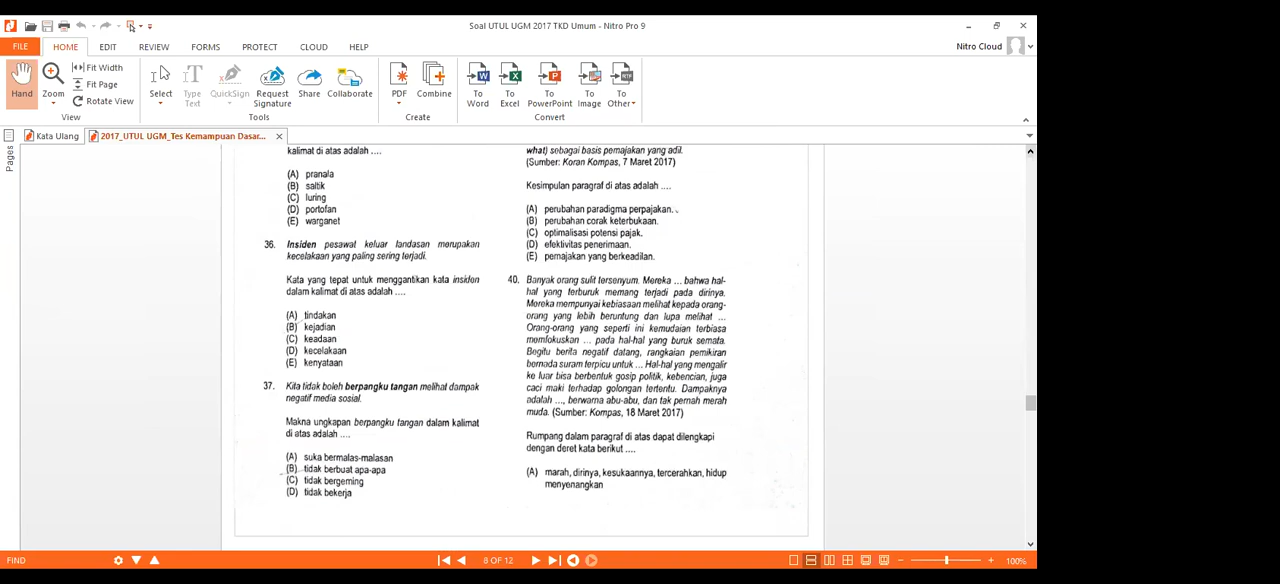 Soal UTUL UGM 2017 TKD Umum - Nitro Pro 9
FILE HOME EDIT REVIEW FORMS PROTECT CLOUD HELP
Nitro Cloud
Hand
Zoom
Fit Width
Fit Page
Rotate View
View
Select
Type Text
QuickSign
Request Signature
Share
Collaborate
Tools
PDF
Combine
Create
To Word
To Excel
To PowerPoint
To Image
To Other
Convert
Kata Ulang
2017_UTUL UGM_Tes Kemampuan Dasar...
Pages
kalimat di atas adalah ....
(A) pranala
(B) saltik
(C) luring
(D) portofan
(E) warganet
36. Insiden pesawat keluar landasan merupakan
kecelakaan yang paling sering terjadi.
Kata yang tepat untuk menggantikan kata insiden
dalam kalimat di atas adalah ....
(A) tindakan
(B) kejadian
(C) keadaan
(D) kecelakaan
(E) kenyataan
37. Kita tidak boleh berpangku tangan melihat dampak
negatif media sosial.
Makna ungkapan berpangku tangan dalam kalimat
di atas adalah ....
(A) suka bermalas-malasan
(B) tidak berbuat apa-apa
(C) tidak bergeming
(D) tidak bekerja
what) sebagai basis pemajakan yang adil.
(Sumber: Koran Kompas, 7 Maret 2017)
Kesimpulan paragraf di atas adalah ....
(A) perubahan paradigma perpajakan.
(B) perubahan corak keterbukaan.
(C) optimalisasi potensi pajak.
(D) efektivitas penerimaan.
(E) pemajakan yang berkeadilan.
40. Banyak orang sulit tersenyum. Mereka ... bahwa hal-
hal yang terburuk memang terjadi pada dirinya.
Mereka mempunyai kebiasaan melihat kepada orang-
orang yang lebih beruntung dan lupa melihat ...
Orang-orang yang seperti ini kemudaian terbiasa
memfokuskan ... pada hal-hal yang buruk semata.
Begitu berita negatif datang, rangkaian pemikiran
bernada suram terpicu untuk ... Hal-hal yang mengalir
ke luar bisa berbentuk gosip politik, kebencian, juga
caci maki terhadap golongan tertentu. Dampaknya
adalah ..., berwarna abu-abu, dan tak pernah merah
muda. (Sumber: Kompas, 18 Maret 2017)
Rumpang dalam paragraf di atas dapat dilengkapi
dengan deret kata berikut ....
(A) marah, dirinya, kesukaannya, tercerahkan, hidup
menyenangkan
FIND
8 OF 12
100%